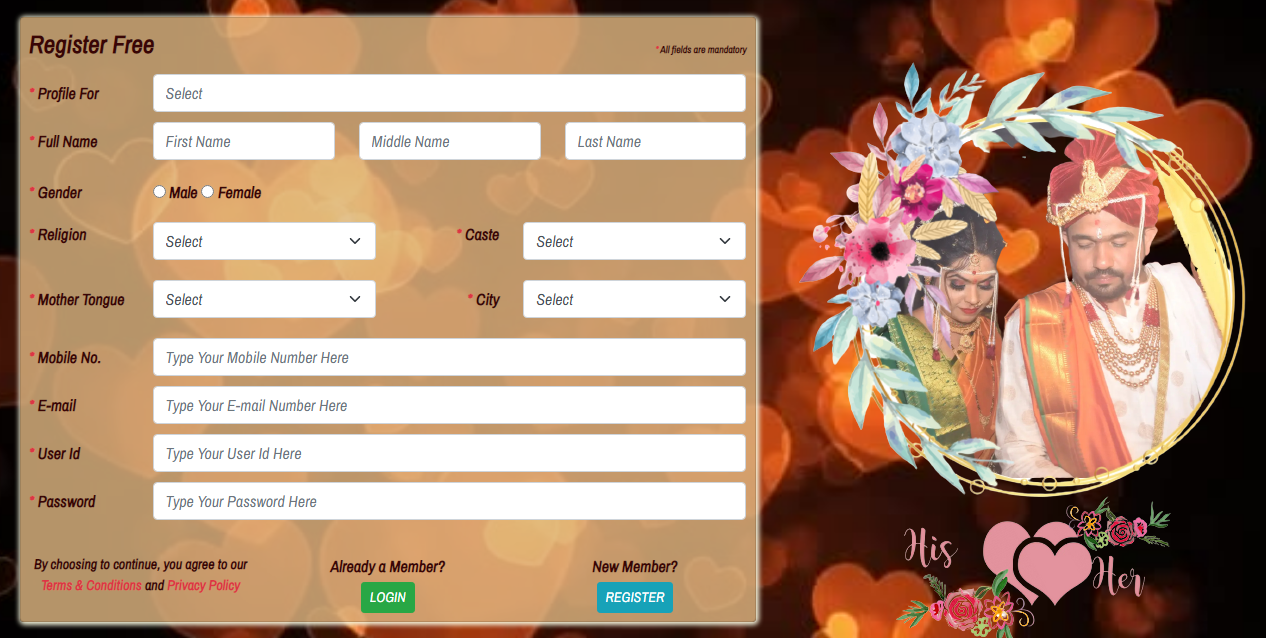 Register Free
* All fields are mandatory
* Profile For
Select
* Full Name
First Name
Middle Name
Last Name
* Gender
Male Female
* Religion
Select
* Caste
Select
* Mother Tongue
Select
* City
Select
* Mobile No.
Type Your Mobile Number Here
* E-mail
Type Your E-mail Number Here
* User Id
Type Your User Id Here
* Password
Type Your Password Here
By choosing to continue, you agree to our
Terms & Conditions and Privacy Policy
Already a Member?
LOGIN
New Member?
REGISTER
His
Her